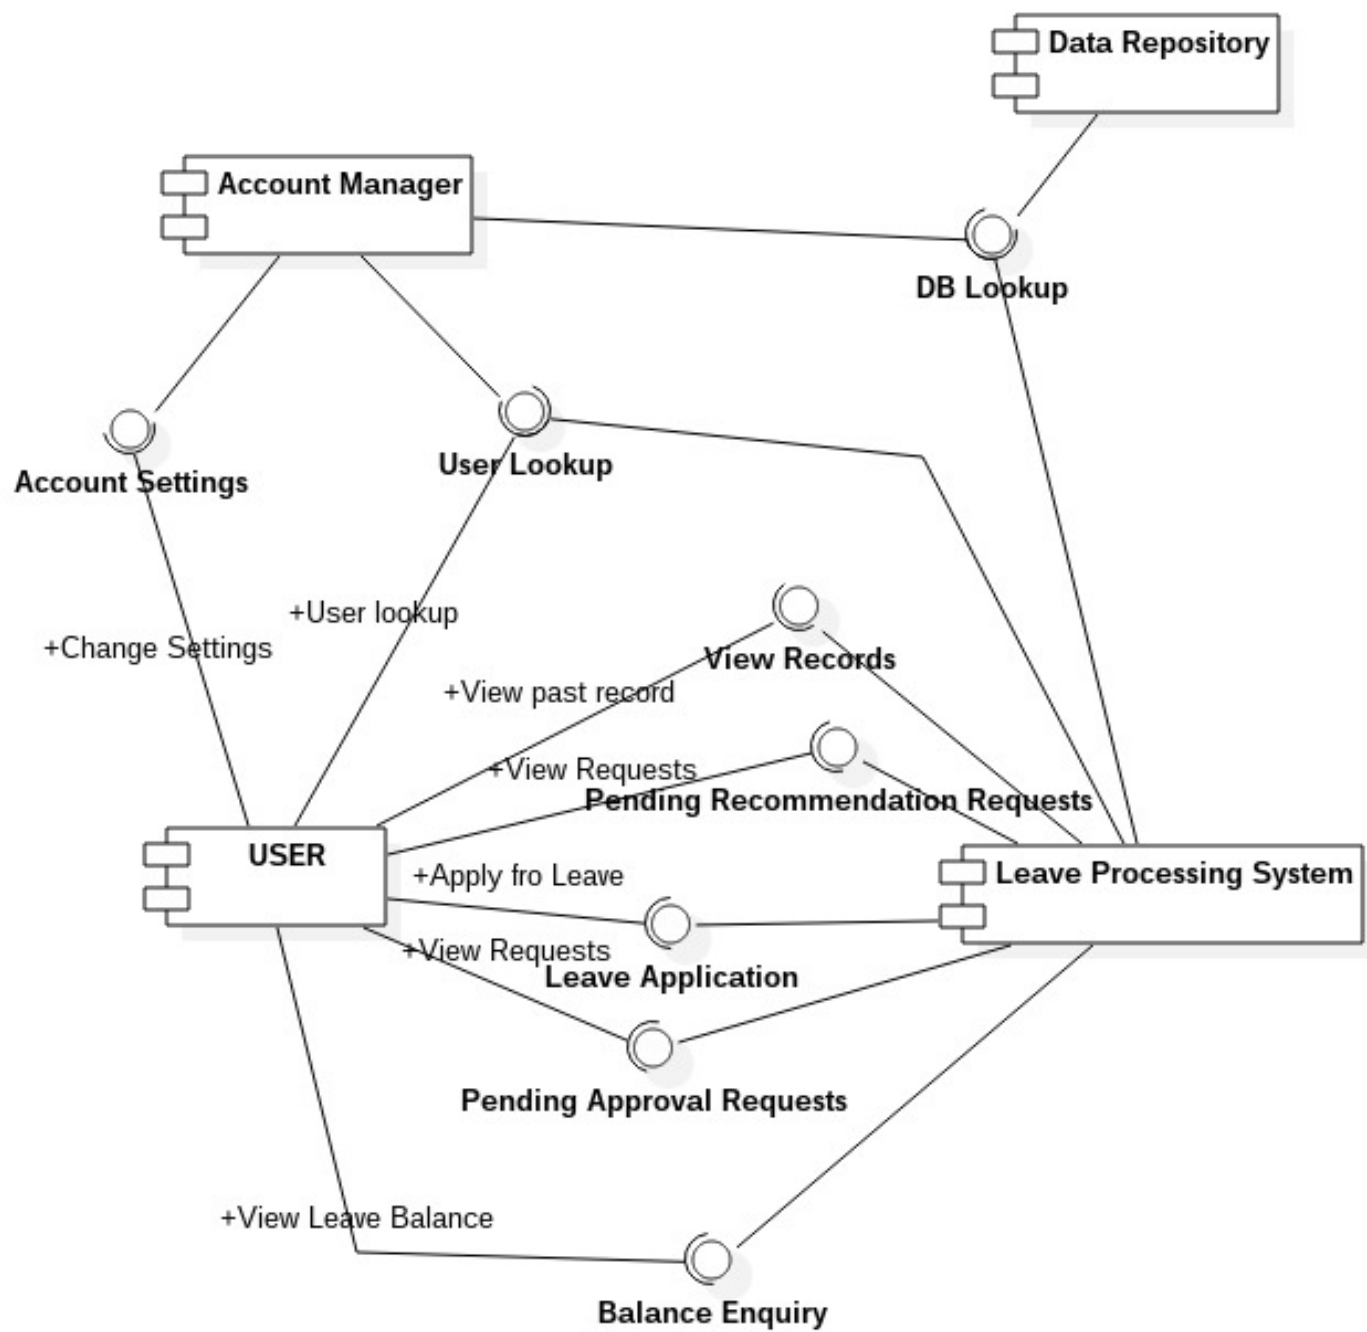 Data Repository
Account Manager
DB Lookup
User Lookup
Account Settings
+User lookup
+Change Settings
View Records
+View past record
+View Requests
Pending Recommendation Requests
USER
+Apply fro Leave
Leave Processing System
+View Requests
Leave Application
Pending Approval Requests
+View Leave Balance
Balance Enquiry